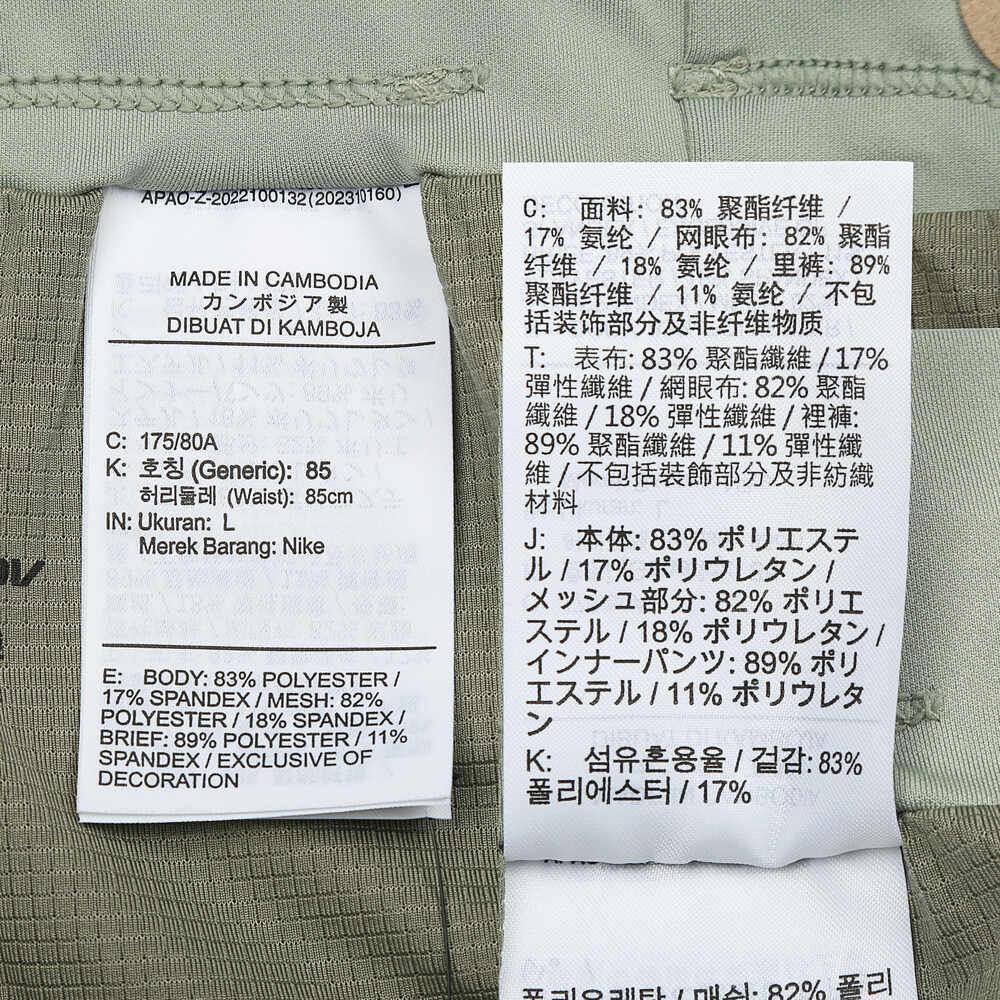 APAO-Z-2022100132(202310160)
MADE IN CAMBODIA
カンボジア製
DIBUAT DI KAMBOJA
C: 175/80A
K: 호칭 (Generic): 85
허리둘레 (Waist): 85cm
IN: Ukuran: L
Merek Barang: Nike
E: BODY: 83% POLYESTER /
17% SPANDEX / MESH: 82%
POLYESTER / 18% SPANDEX /
BRIEF: 89% POLYESTER / 11%
SPANDEX / EXCLUSIVE OF
DECORATION
C: 面料: 83% 聚酯纤维 /
17% 氨纶 / 网眼布: 82% 聚酯
纤维 / 18% 氨纶 / 里裤: 89%
聚酯纤维 / 11% 氨纶 / 不包
括装饰部分及非纤维物质
T: 表布: 83% 聚酯纖維 / 17%
彈性纖維 / 網眼布: 82% 聚酯
纖維 / 18% 彈性纖維 / 裡褲:
89% 聚酯纖維 / 11% 彈性纖
維 / 不包括裝飾部分及非紡織
材料
J: 本体: 83% ポリエステ
ル / 17% ポリウレタン /
メッシュ部分: 82% ポリエ
ステル / 18% ポリウレタン /
インナーパンツ: 89% ポリ
エステル / 11% ポリウレタ
ン
K: 섬유혼용율 / 겉감: 83%
폴리에스터 / 17%
폴리우레탄 / 매쉬: 82% 폴리